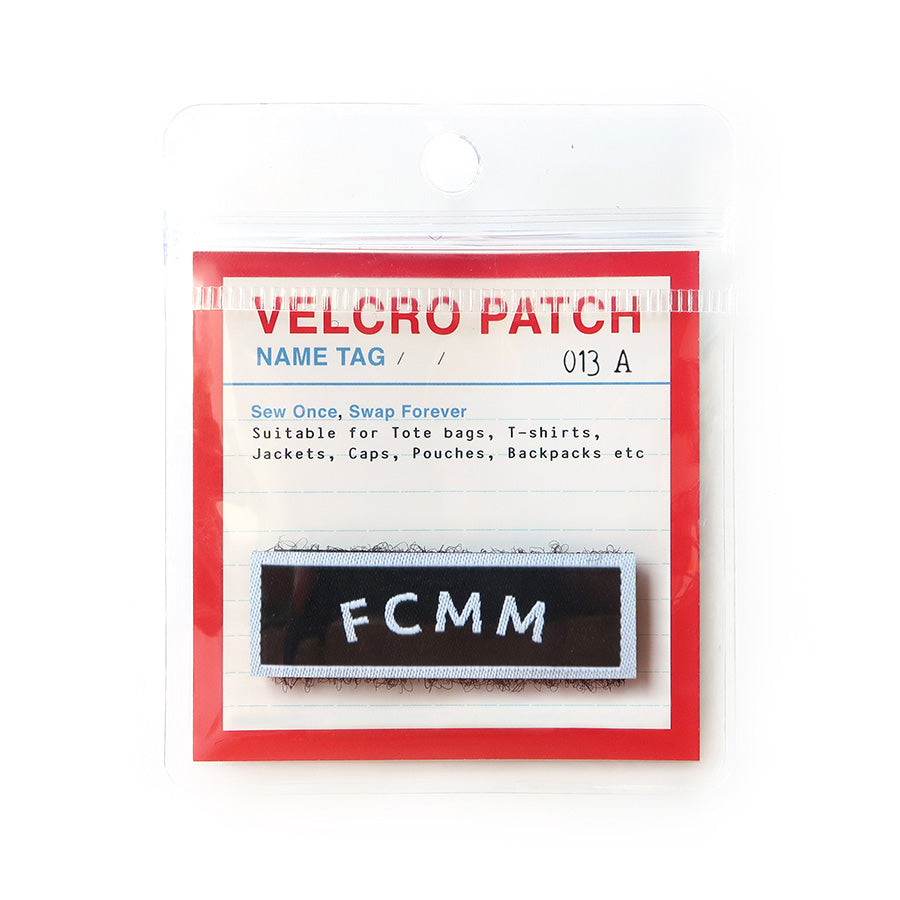 VELCRO PATCH
NAME TAG / / 013 A
Sew Once, Swap Forever
Suitable for Tote bags, T-shirts,
Jackets, Caps, Pouches, Backpacks etc
FCMM